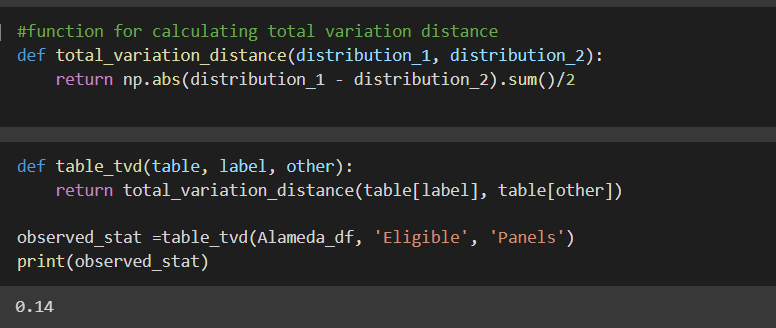 #function for calculating total variation distance
def total_variation_distance(distribution_1, distribution_2):
    return np.abs(distribution_1 - distribution_2).sum()/2
def table_tvd(table, label, other):
    return total_variation_distance(table[label], table[other])
observed_stat =table_tvd(Alameda_df, 'Eligible', 'Panels')
print(observed_stat)
0.14